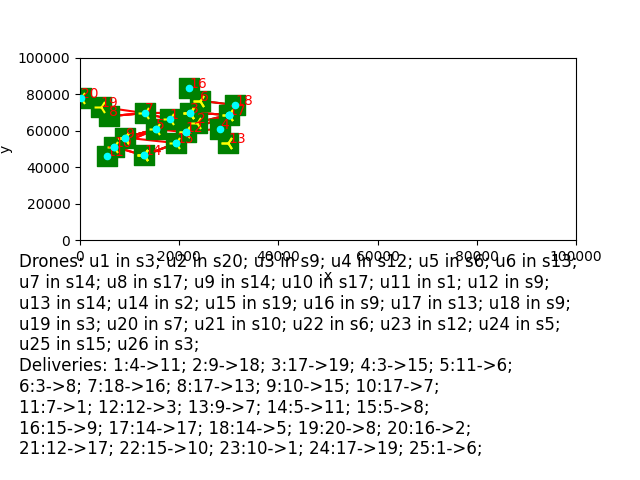 100000
80000
60000
40000
20000
0
y
0 20000 40000 60000 80000 100000
x
Drones: u1 in s3; u2 in s20; u3 in s9; u4 in s12; u5 in s6; u6 in s13;
u7 in s14; u8 in s17; u9 in s14; u10 in s17; u11 in s1; u12 in s9;
u13 in s14; u14 in s2; u15 in s19; u16 in s9; u17 in s13; u18 in s9;
u19 in s3; u20 in s7; u21 in s10; u22 in s6; u23 in s12; u24 in s5;
u25 in s15; u26 in s3;
Deliveries: 1:4->11; 2:9->18; 3:17->19; 4:3->15; 5:11->6;
6:3->8; 7:18->16; 8:17->13; 9:10->15; 10:17->7;
11:7->1; 12:12->3; 13:9->7; 14:5->11; 15:5->8;
16:15->9; 17:14->17; 18:14->5; 19:20->8; 20:16->2;
21:12->17; 22:15->10; 23:10->1; 24:17->19; 25:1->6;